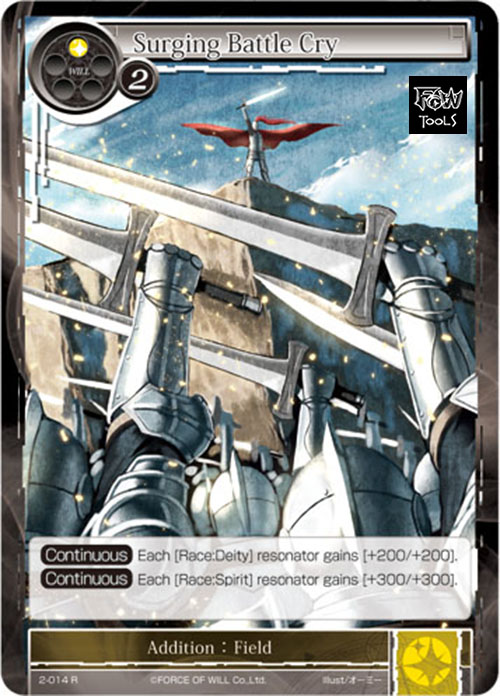 Surging Battle Cry
WILL
2
FOW
TOOLS
Continuous Each [Race:Deity] resonator gains [+200/+200].
Continuous Each [Race:Spirit] resonator gains [+300/+300].
Addition : Field
2-014 R ©FORCE OF WILL Co.,Ltd. Illust/オーミー